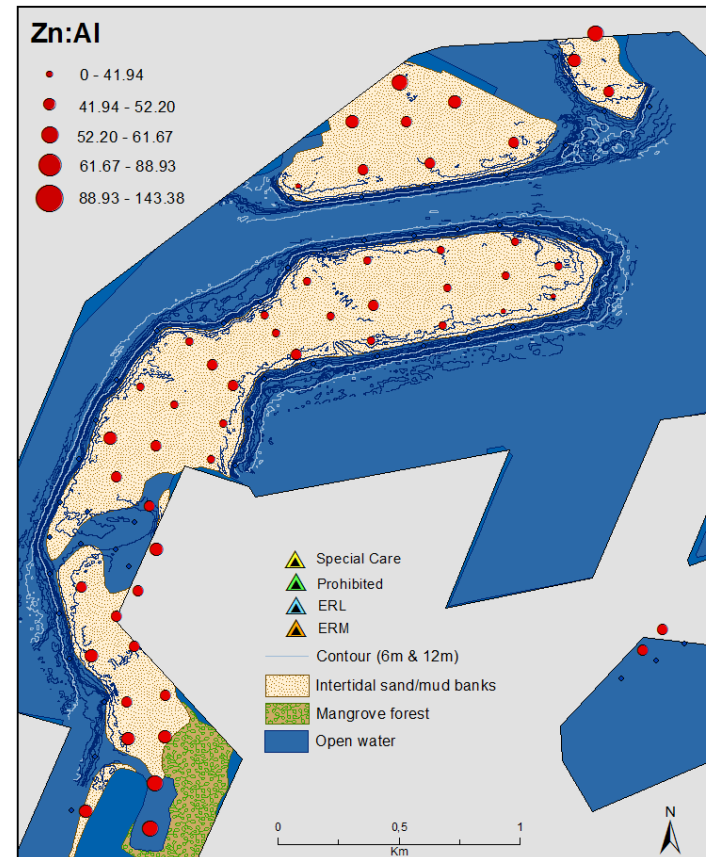 Zn:Al
0 - 41.94
41.94 - 52.20
52.20 - 61.67
61.67 - 88.93
88.93 - 143.38
Special Care
Prohibited
ERL
ERM
Contour (6m & 12m)
Intertidal sand/mud banks
Mangrove forest
Open water
N
0 0,5 1
Km